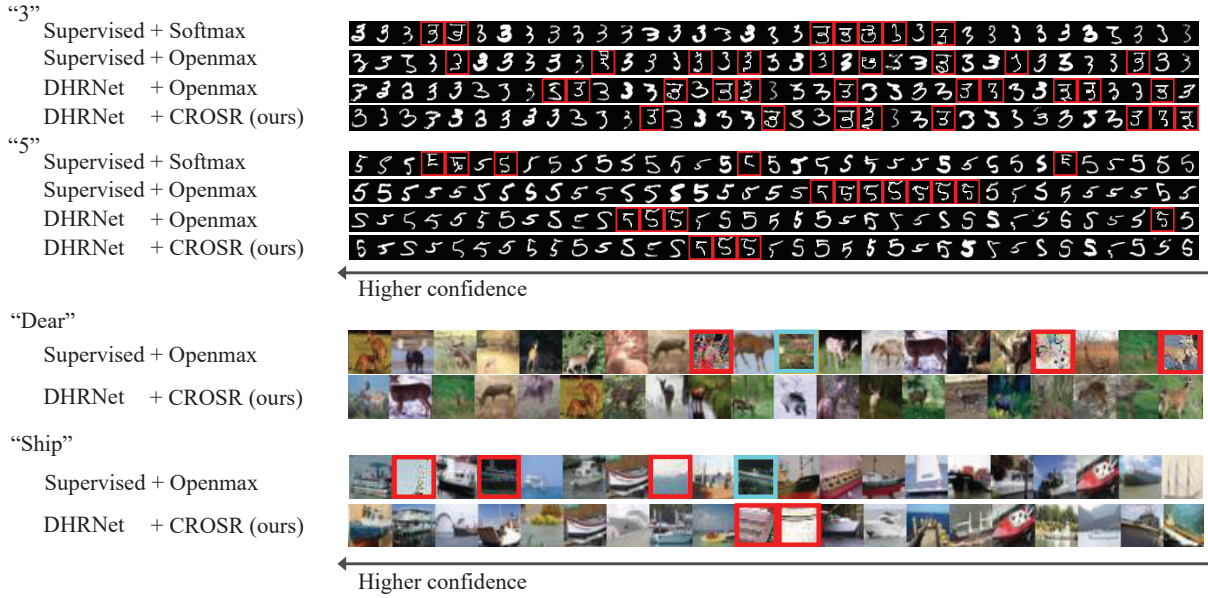 “3”
Supervised + Softmax
Supervised + Openmax
DHRNet + Openmax
DHRNet + CROSR (ours)
“5”
Supervised + Softmax
Supervised + Openmax
DHRNet + Openmax
DHRNet + CROSR (ours)
Higher confidence
“Dear”
Supervised + Openmax
DHRNet + CROSR (ours)
“Ship”
Supervised + Openmax
DHRNet + CROSR (ours)
Higher confidence